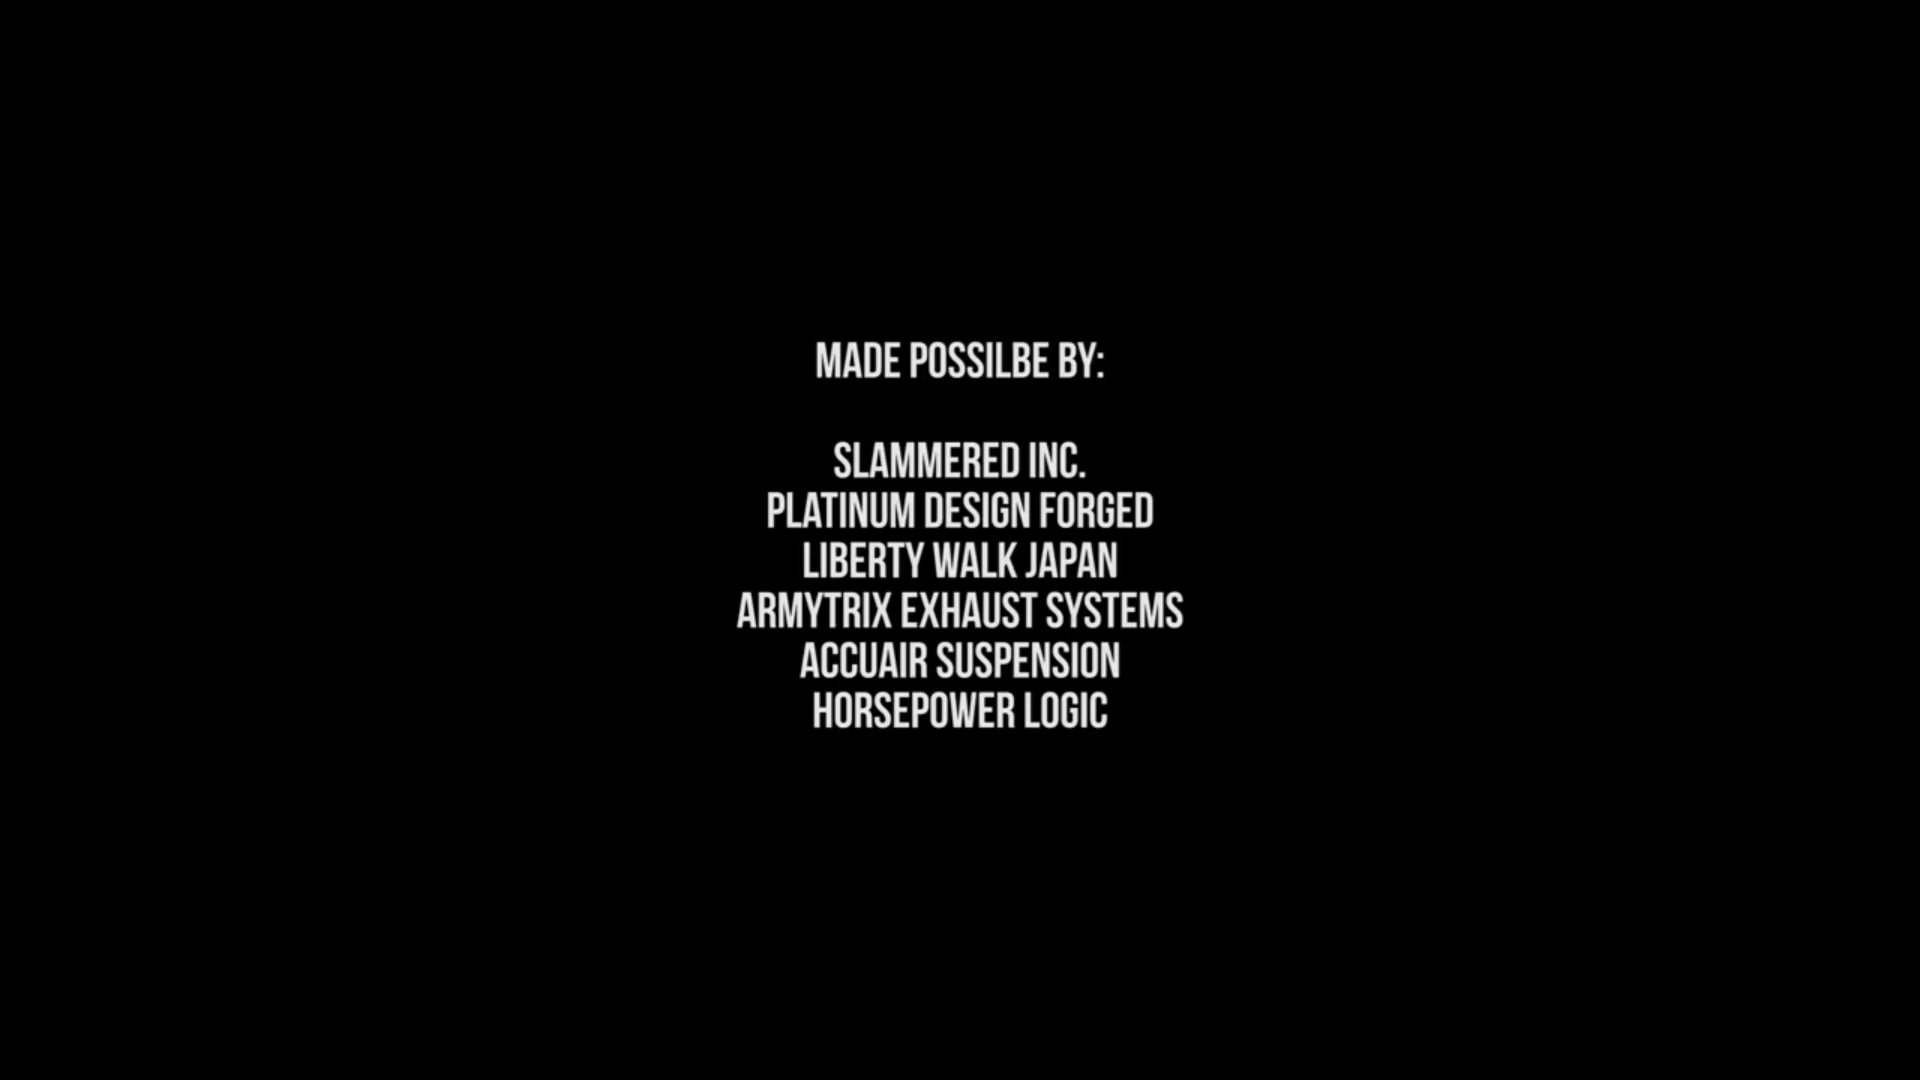 MADE POSSILBE BY:
SLAMMERED INC.
PLATINUM DESIGN FORGED
LIBERTY WALK JAPAN
ARMYTRIX EXHAUST SYSTEMS
ACCUAIR SUSPENSION
HORSEPOWER LOGIC